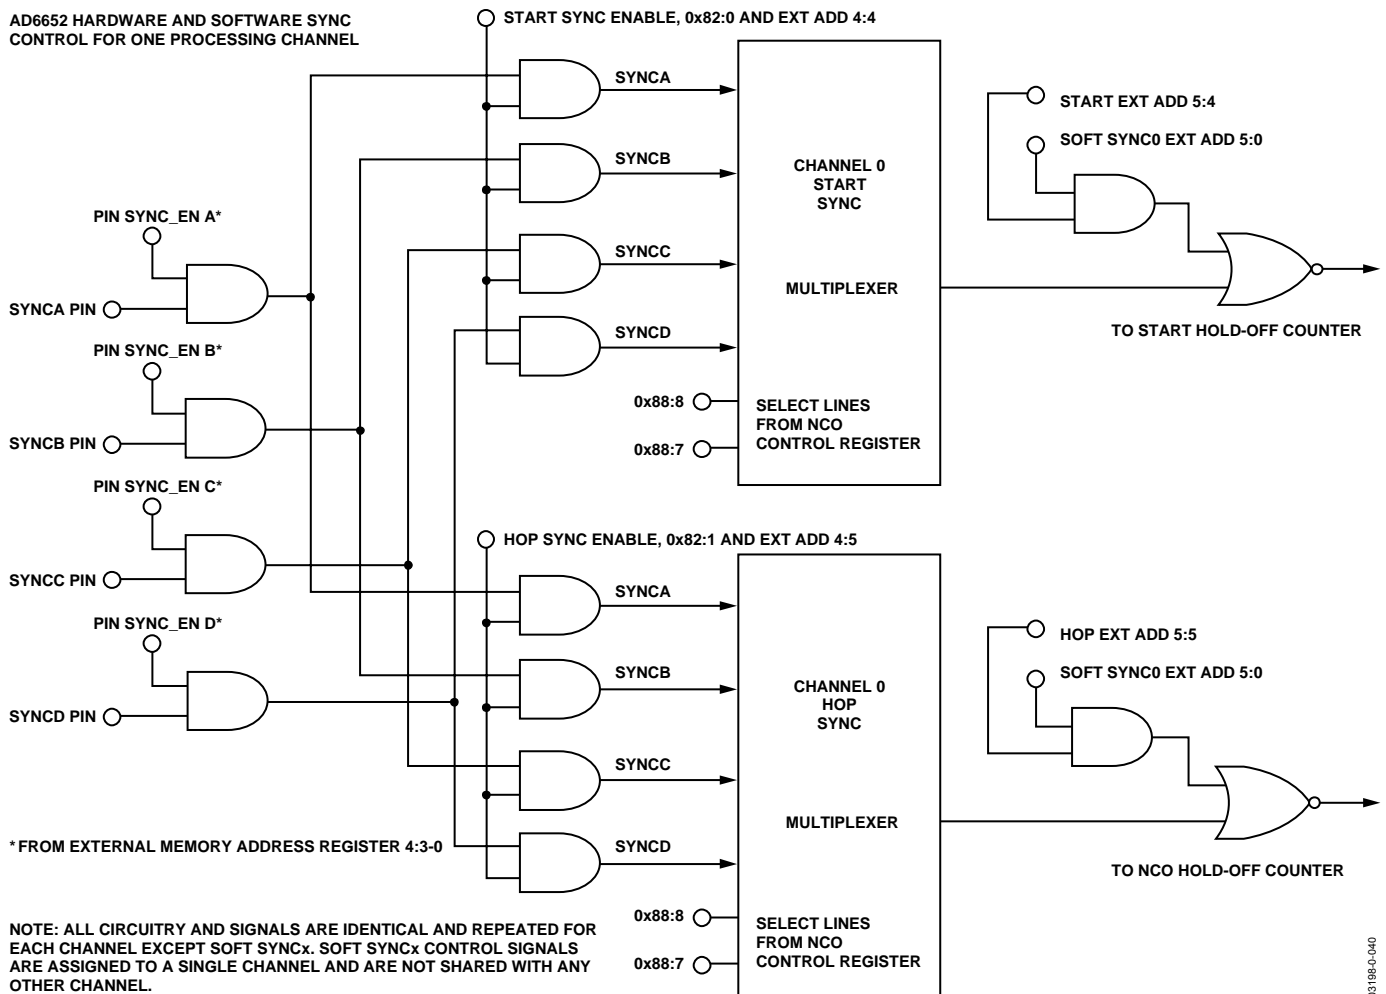 AD6652 HARDWARE AND SOFTWARE SYNC
CONTROL FOR ONE PROCESSING CHANNEL
START SYNC ENABLE, 0x82:0 AND EXT ADD 4:4
SYNCA
SYNCB
SYNCC
SYNCD
CHANNEL 0
START
SYNC
MULTIPLEXER
0x88:8
0x88:7
SELECT LINES
FROM NCO
CONTROL REGISTER
START EXT ADD 5:4
SOFT SYNC0 EXT ADD 5:0
TO START HOLD-OFF COUNTER
PIN SYNC_EN A*
SYNCA PIN
PIN SYNC_EN B*
SYNCB PIN
PIN SYNC_EN C*
SYNCC PIN
PIN SYNC_EN D*
SYNCD PIN
HOP SYNC ENABLE, 0x82:1 AND EXT ADD 4:5
SYNCA
SYNCB
SYNCC
SYNCD
CHANNEL 0
HOP
SYNC
MULTIPLEXER
0x88:8
0x88:7
SELECT LINES
FROM NCO
CONTROL REGISTER
HOP EXT ADD 5:5
SOFT SYNC0 EXT ADD 5:0
TO NCO HOLD-OFF COUNTER
*FROM EXTERNAL MEMORY ADDRESS REGISTER 4:3-0
NOTE: ALL CIRCUITRY AND SIGNALS ARE IDENTICAL AND REPEATED FOR
EACH CHANNEL EXCEPT SOFT SYNCx. SOFT SYNCx CONTROL SIGNALS
ARE ASSIGNED TO A SINGLE CHANNEL AND ARE NOT SHARED WITH ANY
OTHER CHANNEL.
03198-0-040